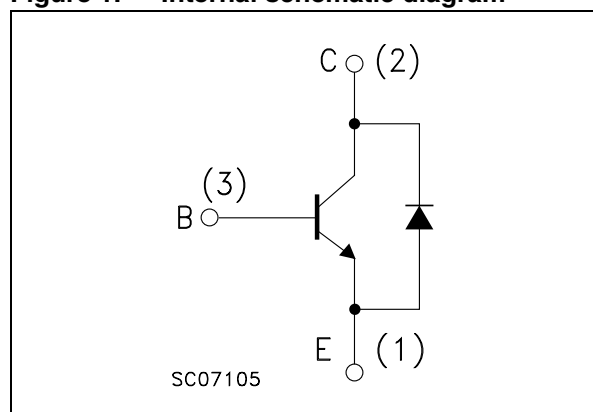 Figure 1. Internal schematic diagram
C (2)
(3)
B
E (1)
SC07105